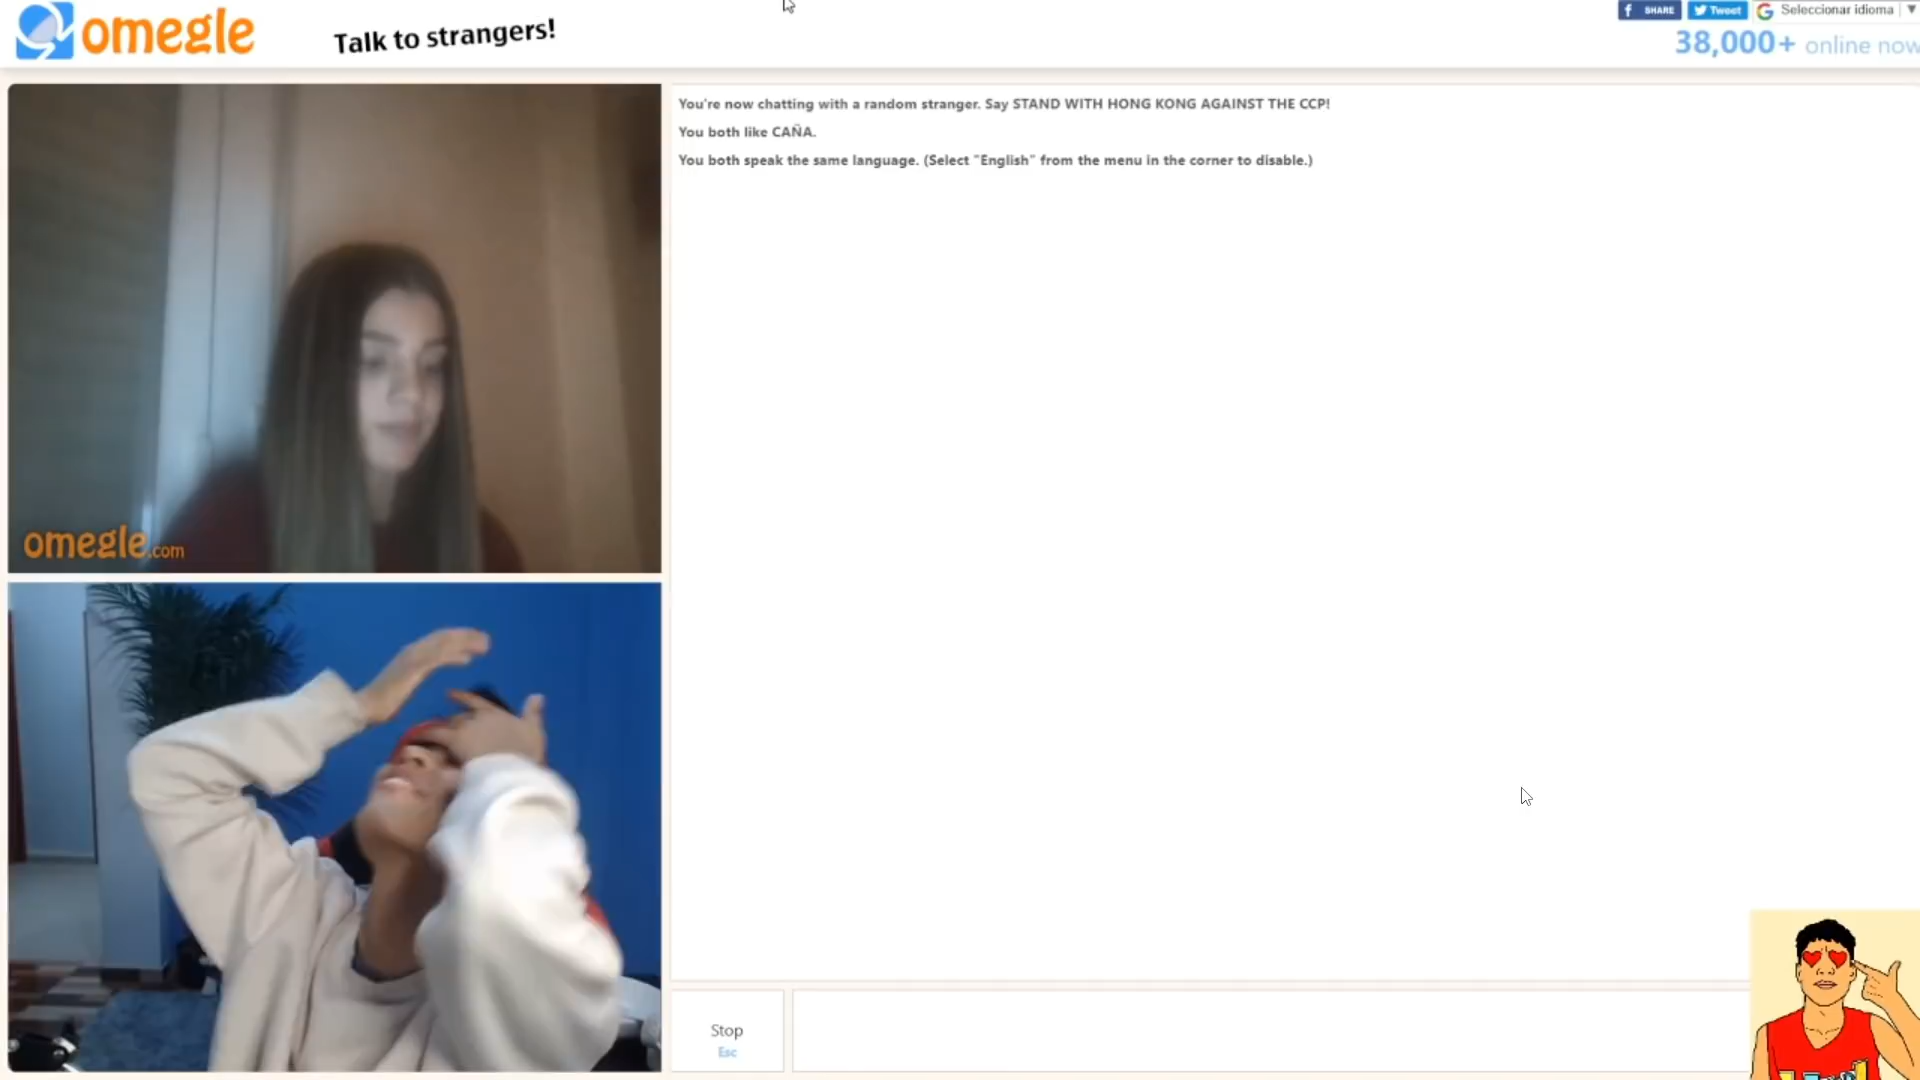 omegle
Talk to strangers!
SHARE
Tweet
Seleccionar idioma
38,000+ online now
You're now chatting with a random stranger. Say STAND WITH HONG KONG AGAINST THE CCP!
You both like CAÑA.
You both speak the same language. (Select "English" from the menu in the corner to disable.)
omegle.com
Stop
Esc